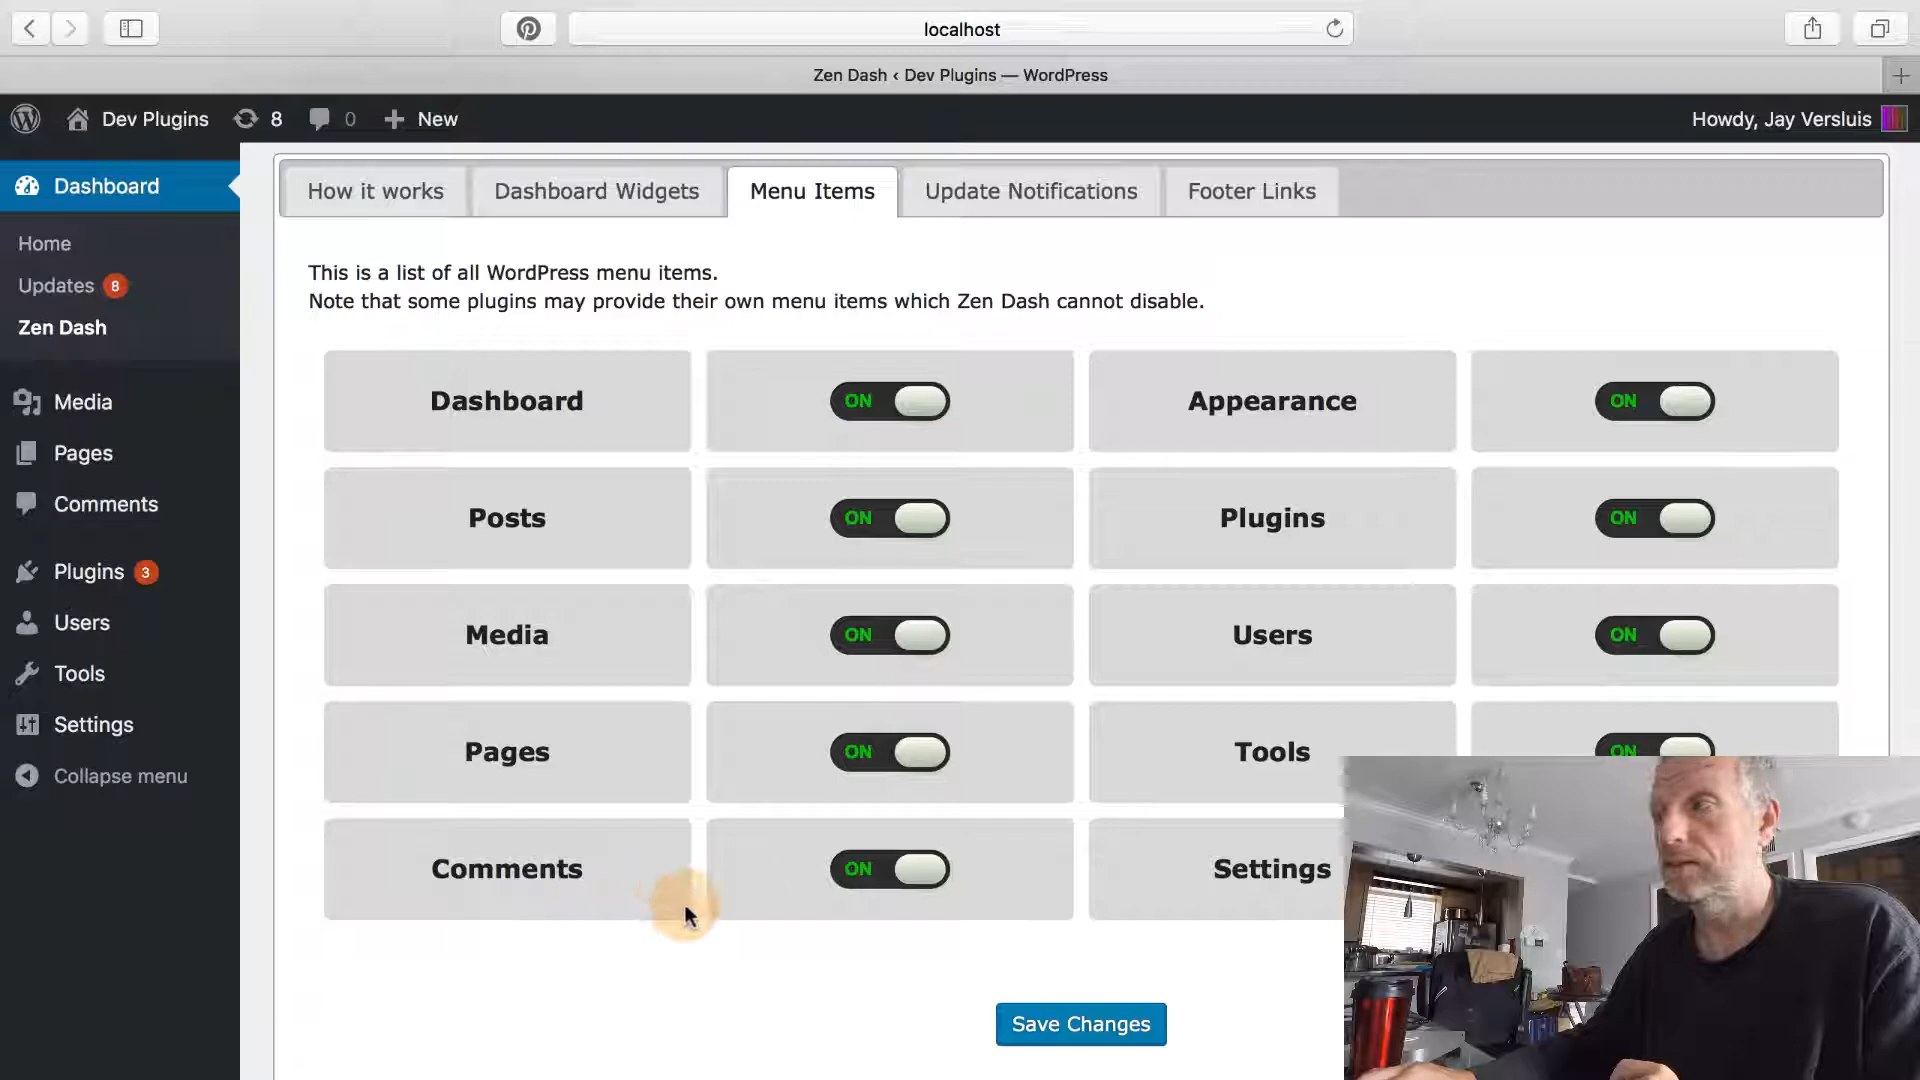 localhost
Zen Dash ‹ Dev Plugins — WordPress
Dev Plugins 8 0 New
Howdy, Jay Versluis
Dashboard
Home
Updates 8
Zen Dash
Media
Pages
Comments
Plugins 3
Users
Tools
Settings
Collapse menu
How it works Dashboard Widgets Menu Items Update Notifications Footer Links
This is a list of all WordPress menu items.
Note that some plugins may provide their own menu items which Zen Dash cannot disable.
Dashboard ON Appearance ON
Posts ON Plugins ON
Media ON Users ON
Pages ON Tools ON
Comments ON Settings
Save Changes